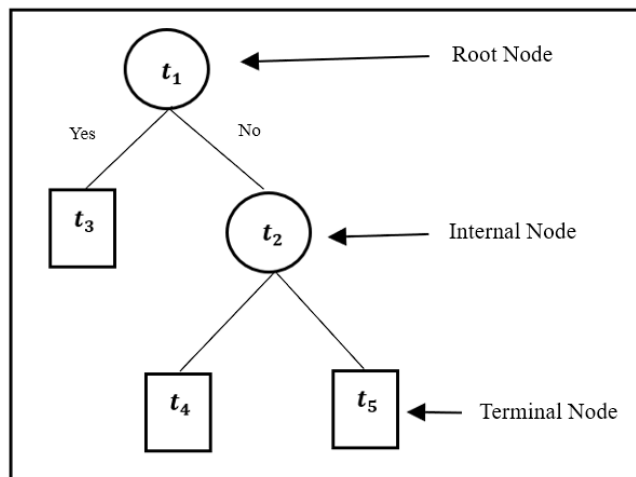 t₁
Root Node
Yes
No
t₃
t₂
Internal Node
t₄
t₅
Terminal Node